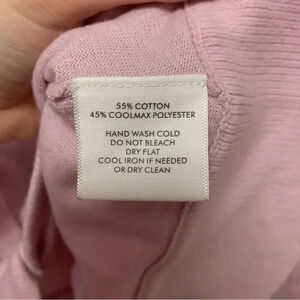 55% COTTON
45% COOLMAX POLYESTER
HAND WASH COLD
DO NOT BLEACH
DRY FLAT
COOL IRON IF NEEDED
OR DRY CLEAN